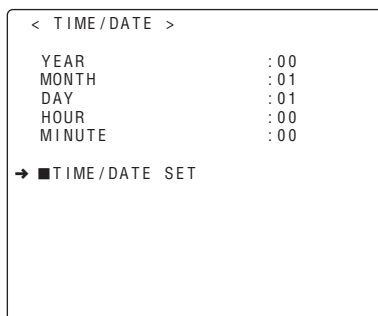 < TIME/DATE >
YEAR :00
MONTH :01
DAY :01
HOUR :00
MINUTE :00
➔ ■TIME/DATE SET